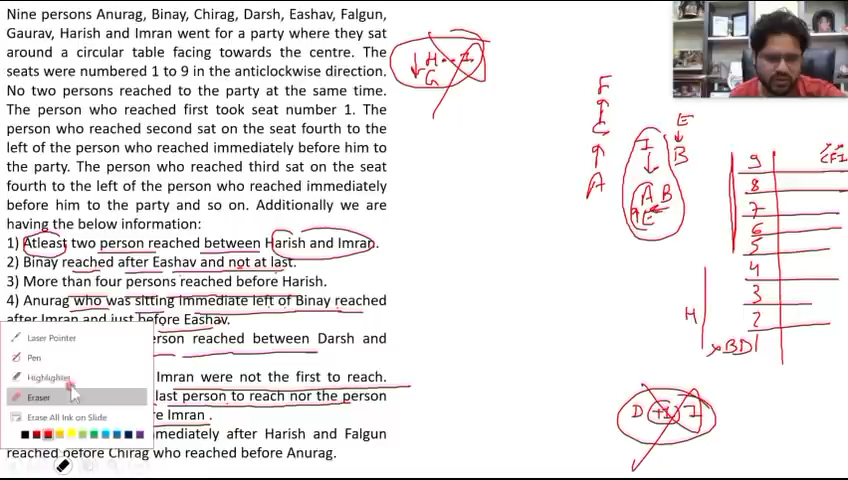 Nine persons Anurag, Binay, Chirag, Darsh, Eashav, Falgun,
Gaurav, Harish and Imran went for a party where they sat
around a circular table facing towards the centre. The
seats were numbered 1 to 9 in the anticlockwise direction.
No two persons reached to the party at the same time.
The person who reached first took seat number 1. The
person who reached second sat on the seat fourth to the
left of the person who reached immediately before him to
the party. The person who reached third sat on the seat
fourth to the left of the person who reached immediately
before him to the party and so on. Additionally we are
having the below information:
1) Atleast two person reached between Harish and Imran.
2) Binay reached after Eashav and not at last.
3) More than four persons reached before Harish.
4) Anurag who was sitting immediate left of Binay reached
after Imran and just before Eashav.
erson reached between Darsh and
Imran were not the first to reach.
last person to reach nor the person
re Imran .
mediately after Harish and Falgun
reached before Chirag who reached before Anurag.
Laser Pointer
Pen
Highlighter
Eraser
Erase All Ink on Slide
H - - I
G
F
C
A
I
A B
E
E
B
9 CFI
8
7
6
5
4
3
2
1
H
BD
D +1 I